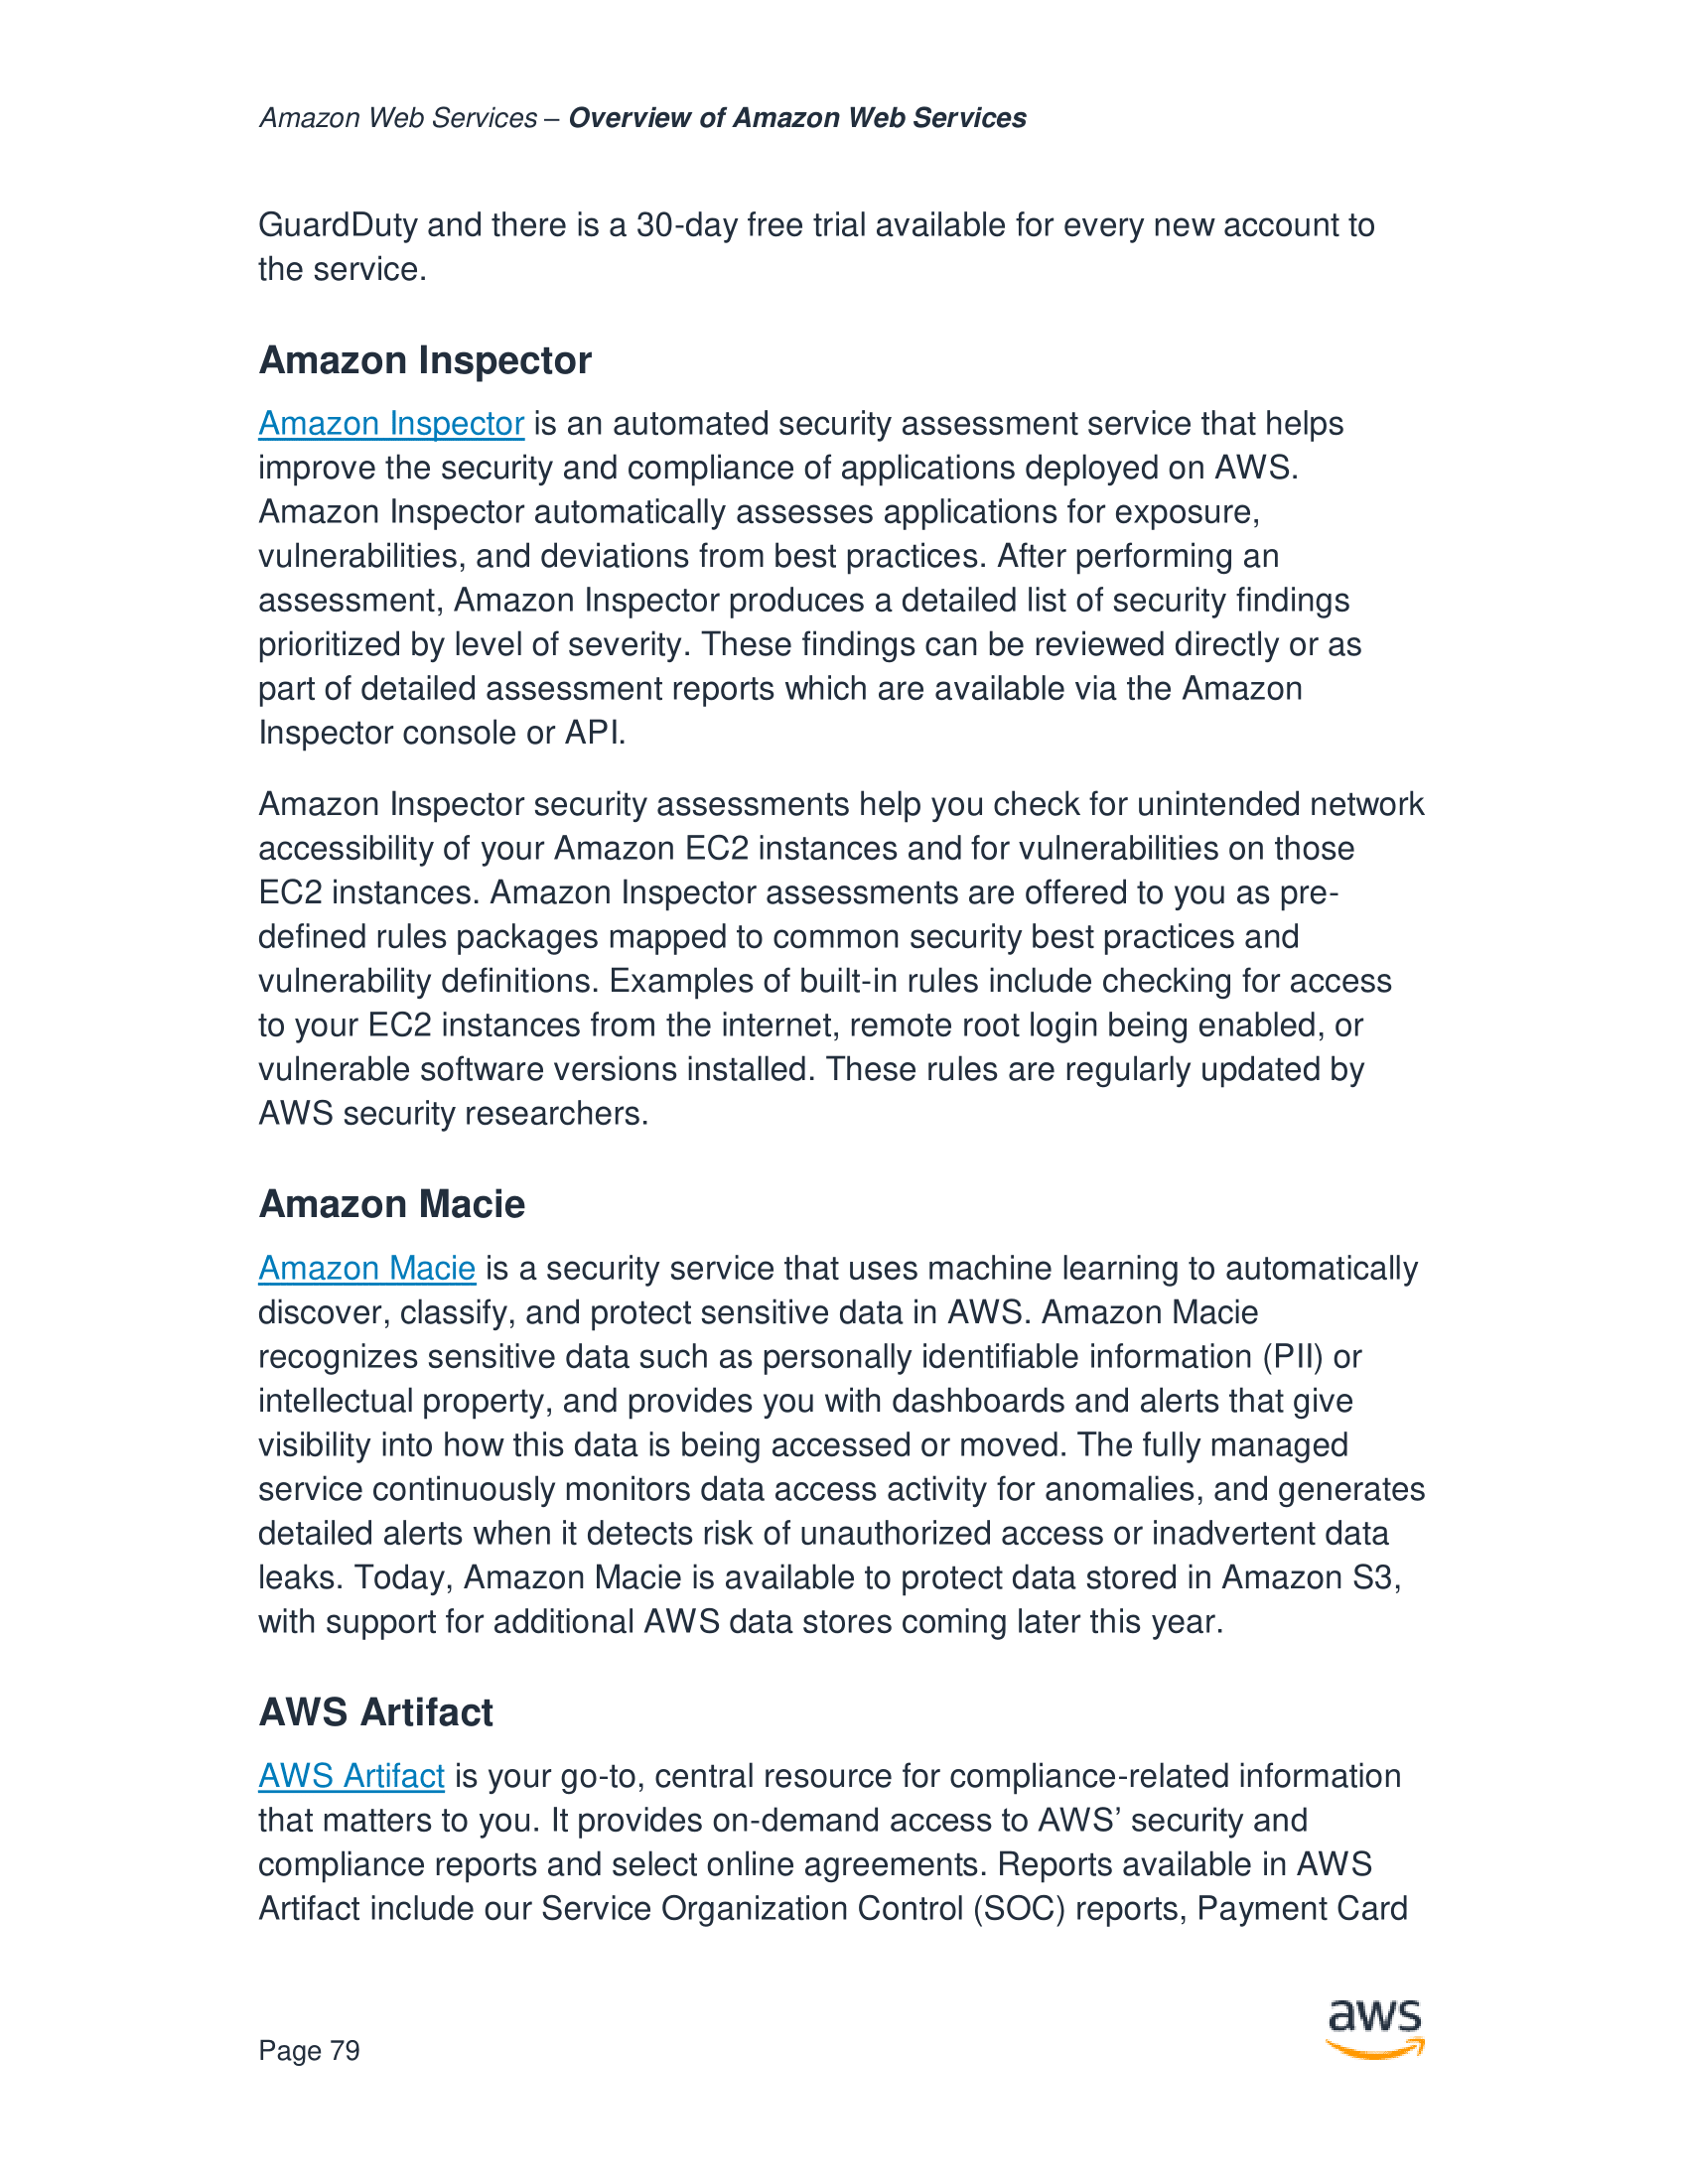 Amazon Web Services – Overview of Amazon Web Services
GuardDuty and there is a 30-day free trial available for every new account to
the service.
Amazon Inspector
Amazon Inspector is an automated security assessment service that helps
improve the security and compliance of applications deployed on AWS.
Amazon Inspector automatically assesses applications for exposure,
vulnerabilities, and deviations from best practices. After performing an
assessment, Amazon Inspector produces a detailed list of security findings
prioritized by level of severity. These findings can be reviewed directly or as
part of detailed assessment reports which are available via the Amazon
Inspector console or API.
Amazon Inspector security assessments help you check for unintended network
accessibility of your Amazon EC2 instances and for vulnerabilities on those
EC2 instances. Amazon Inspector assessments are offered to you as pre-
defined rules packages mapped to common security best practices and
vulnerability definitions. Examples of built-in rules include checking for access
to your EC2 instances from the internet, remote root login being enabled, or
vulnerable software versions installed. These rules are regularly updated by
AWS security researchers.
Amazon Macie
Amazon Macie is a security service that uses machine learning to automatically
discover, classify, and protect sensitive data in AWS. Amazon Macie
recognizes sensitive data such as personally identifiable information (PII) or
intellectual property, and provides you with dashboards and alerts that give
visibility into how this data is being accessed or moved. The fully managed
service continuously monitors data access activity for anomalies, and generates
detailed alerts when it detects risk of unauthorized access or inadvertent data
leaks. Today, Amazon Macie is available to protect data stored in Amazon S3,
with support for additional AWS data stores coming later this year.
AWS Artifact
AWS Artifact is your go-to, central resource for compliance-related information
that matters to you. It provides on-demand access to AWS’ security and
compliance reports and select online agreements. Reports available in AWS
Artifact include our Service Organization Control (SOC) reports, Payment Card
aws
Page 79